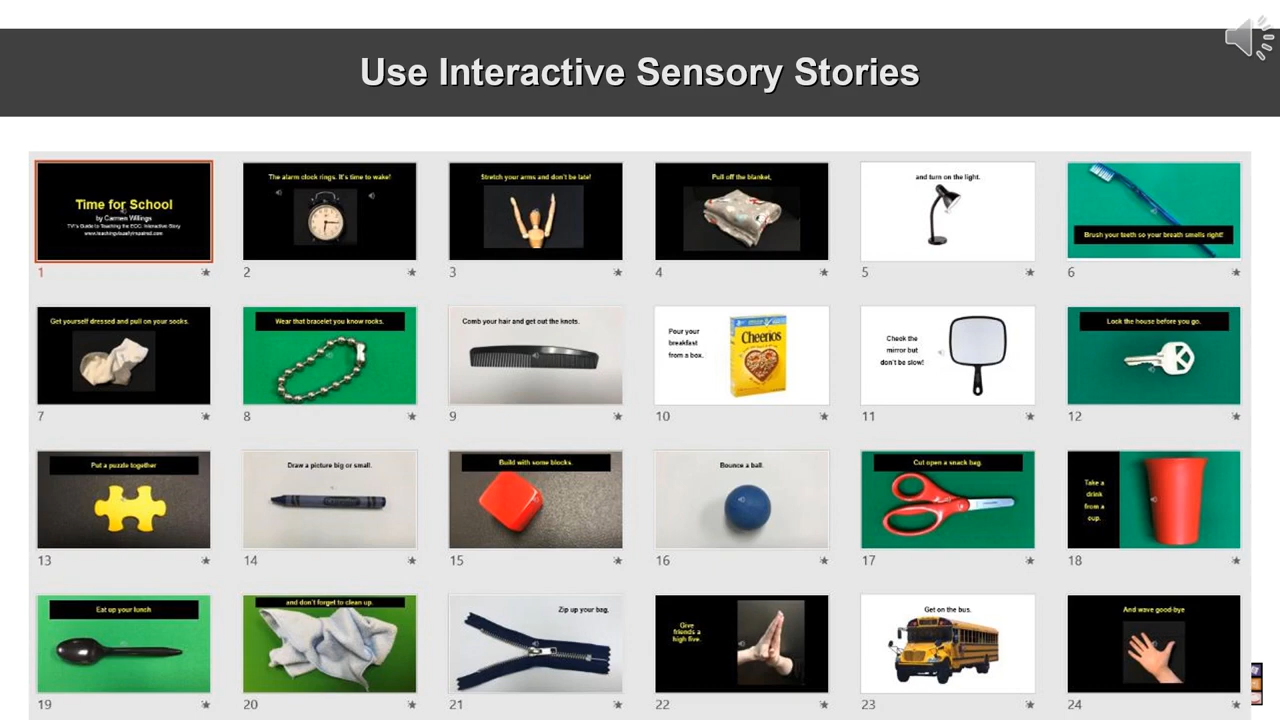 Use Interactive Sensory Stories
Time for School
by Carmen Willings
TVI's Guide to Teaching the ECC: Interactive Story
www.teachingvisuallyimpaired.com
1
The alarm clock rings. It's time to wake!
2
Stretch your arms and don't be late!
3
Pull off the blanket,
4
and turn on the light.
5
Brush your teeth so your breath smells right!
6
Get yourself dressed and pull on your socks.
7
Wear that bracelet you know rocks.
8
Comb your hair and get out the knots.
9
Pour your
breakfast
from a box.
Cheerios
10
Check the
mirror but
don't be slow!
11
Lock the house before you go.
12
Put a puzzle together
13
Draw a picture big or small.
14
Build with some blocks.
15
Bounce a ball.
16
Cut open a snack bag.
17
Take a
drink
from a
cup.
18
Eat up your lunch
19
and don't forget to clean up.
20
Zip up your bag,
21
Give
friends a
high five.
22
Get on the bus.
23
And wave good-bye
24